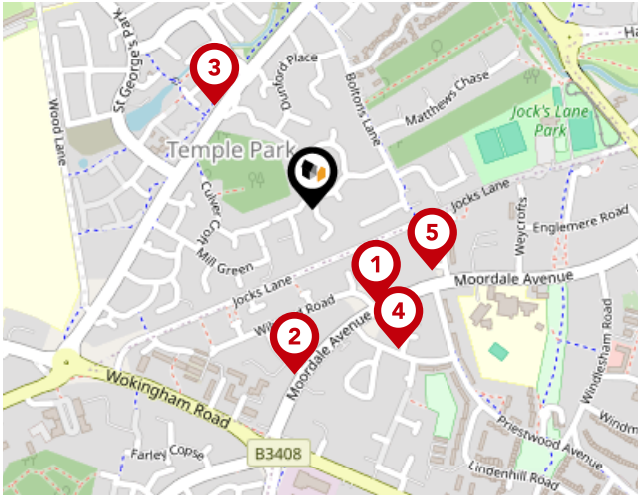 St George's Park
Dunford Place
3
Boltons Lane
Matthews Chase
Jock's Lane
Park
Wood Lane
Temple Park
Jocks Lane
Culver Croft
Weycrofts
Englemere Road
Mill Green
5
1
Moordale Avenue
Jocks Lane
4
2
Moordale Avenue
Windlesham Road
Wokingham Road
Priestwood Avenue
Farley Copse
B3408
Lindenhill Road